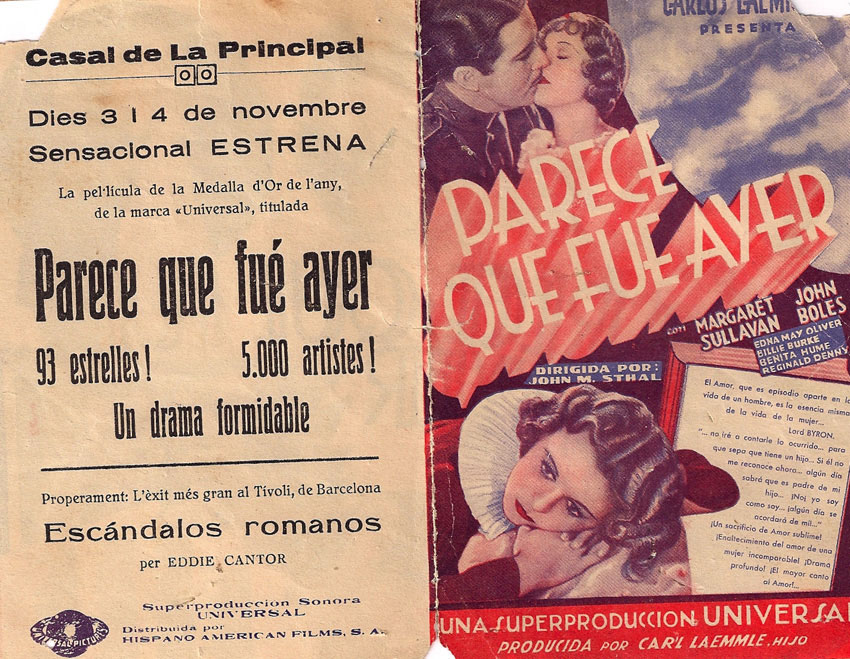 Casal de La Principal
Dies 3 i 4 de novembre
Sensacional ESTRENA
La pel·lícula de la Medalla d'Or de l'any,
de la marca «Universal», titulada
Parece que fué ayer
93 estrelles! 5.000 artistes!
Un drama formidable
Properament: L'èxit més gran al Tívoli, de Barcelona
Escándalos romanos
per EDDIE CANTOR
Superproduccion Sonora
UNIVERSAL
Distribuida por
HISPANO AMERICAN FILMS, S. A.
CARLOS LAEMM
PRESENTA
PARECE
QUE FUE AYER
con MARGARET SULLAVAN
JOHN BOLES
EDNA MAY OLIVER
BILLIE BURKE
BENITA HUME
REGINALD DENNY
DIRIGIDA POR:
JOHN M. STHAL
El Amor, que es episodio aparte en la
vida de un hombre, es la esencia misma
de la vida de la mujer...
Lord BYRON.
"... no iré a contarle lo ocurrido... para
que sepa que tiene un hijo... Si él no
me reconoce ahora... algún día
sabrá que es padre de mi
hijo... ¡No! yo soy
como soy... ¡algún día se
acordará de mí..."
¡Un sacrificio de Amor sublime!
¡Enaltecimiento del amor de una
mujer incomparable! ¡Drama
profundo! ¡El mayor canto
al Amor!...
UNA SUPERPRODUCCION UNIVERSAL
PRODUCIDA POR CARL LAEMMLE, HIJO